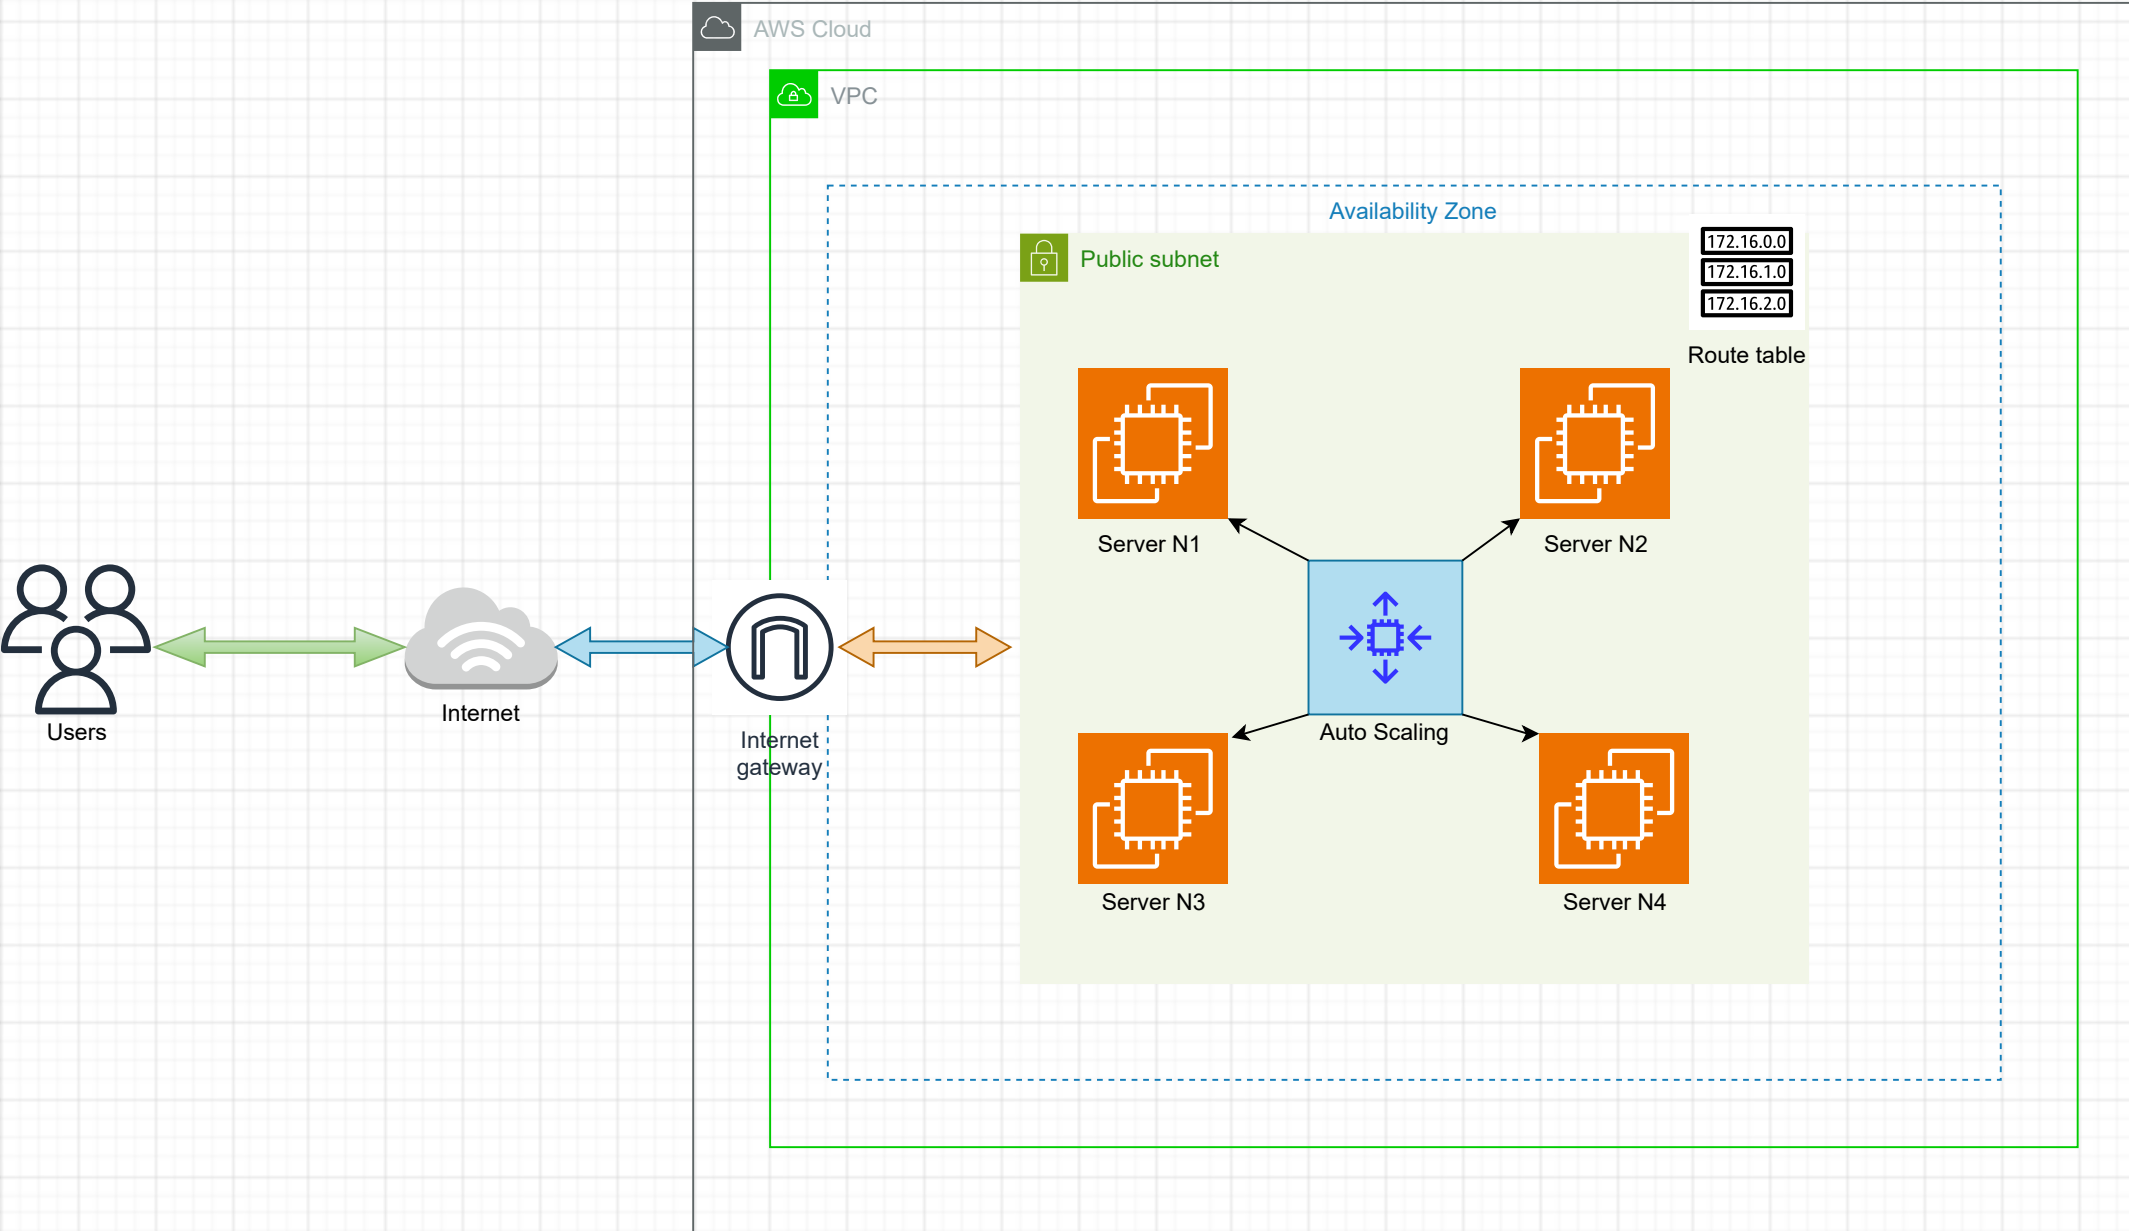 AWS Cloud
VPC
Availability Zone
Public subnet
172.16.0.0
172.16.1.0
172.16.2.0
Route table
Server N1
Server N2
Users
Internet
Internet
gateway
Auto Scaling
Server N3
Server N4